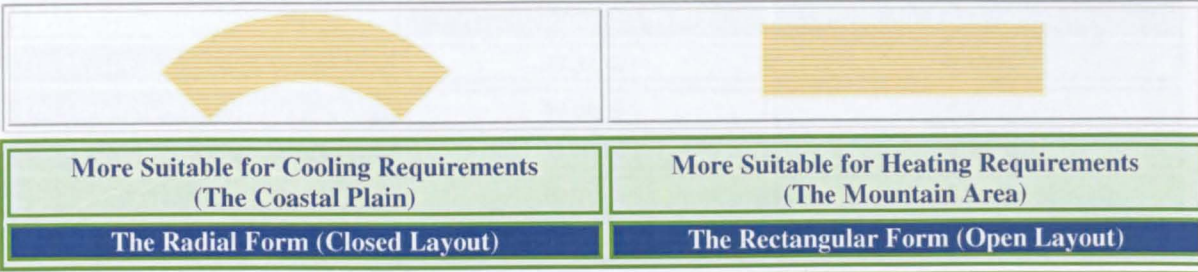 More Suitable for Cooling Requirements
(The Coastal Plain)
More Suitable for Heating Requirements
(The Mountain Area)
The Radial Form (Closed Layout)
The Rectangular Form (Open Layout)